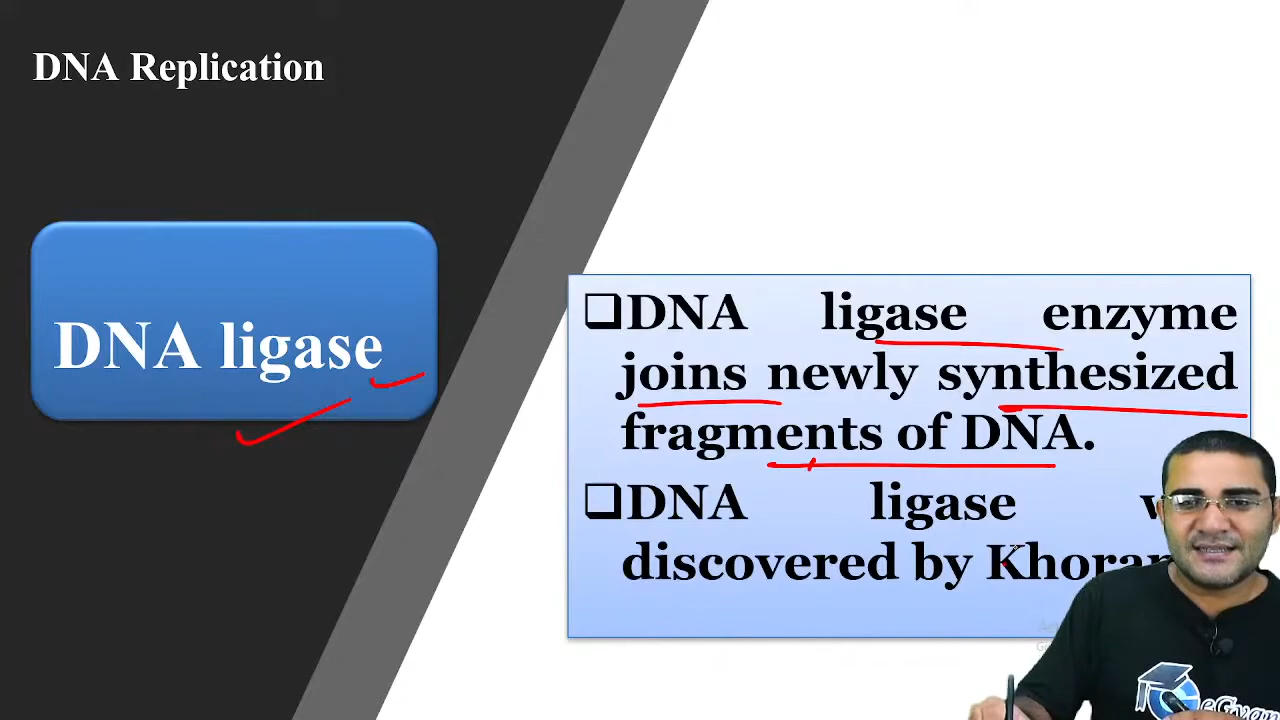 DNA Replication
DNA ligase
❑DNA ligase enzyme
joins newly synthesized
fragments of DNA.
❑DNA ligase
discovered by